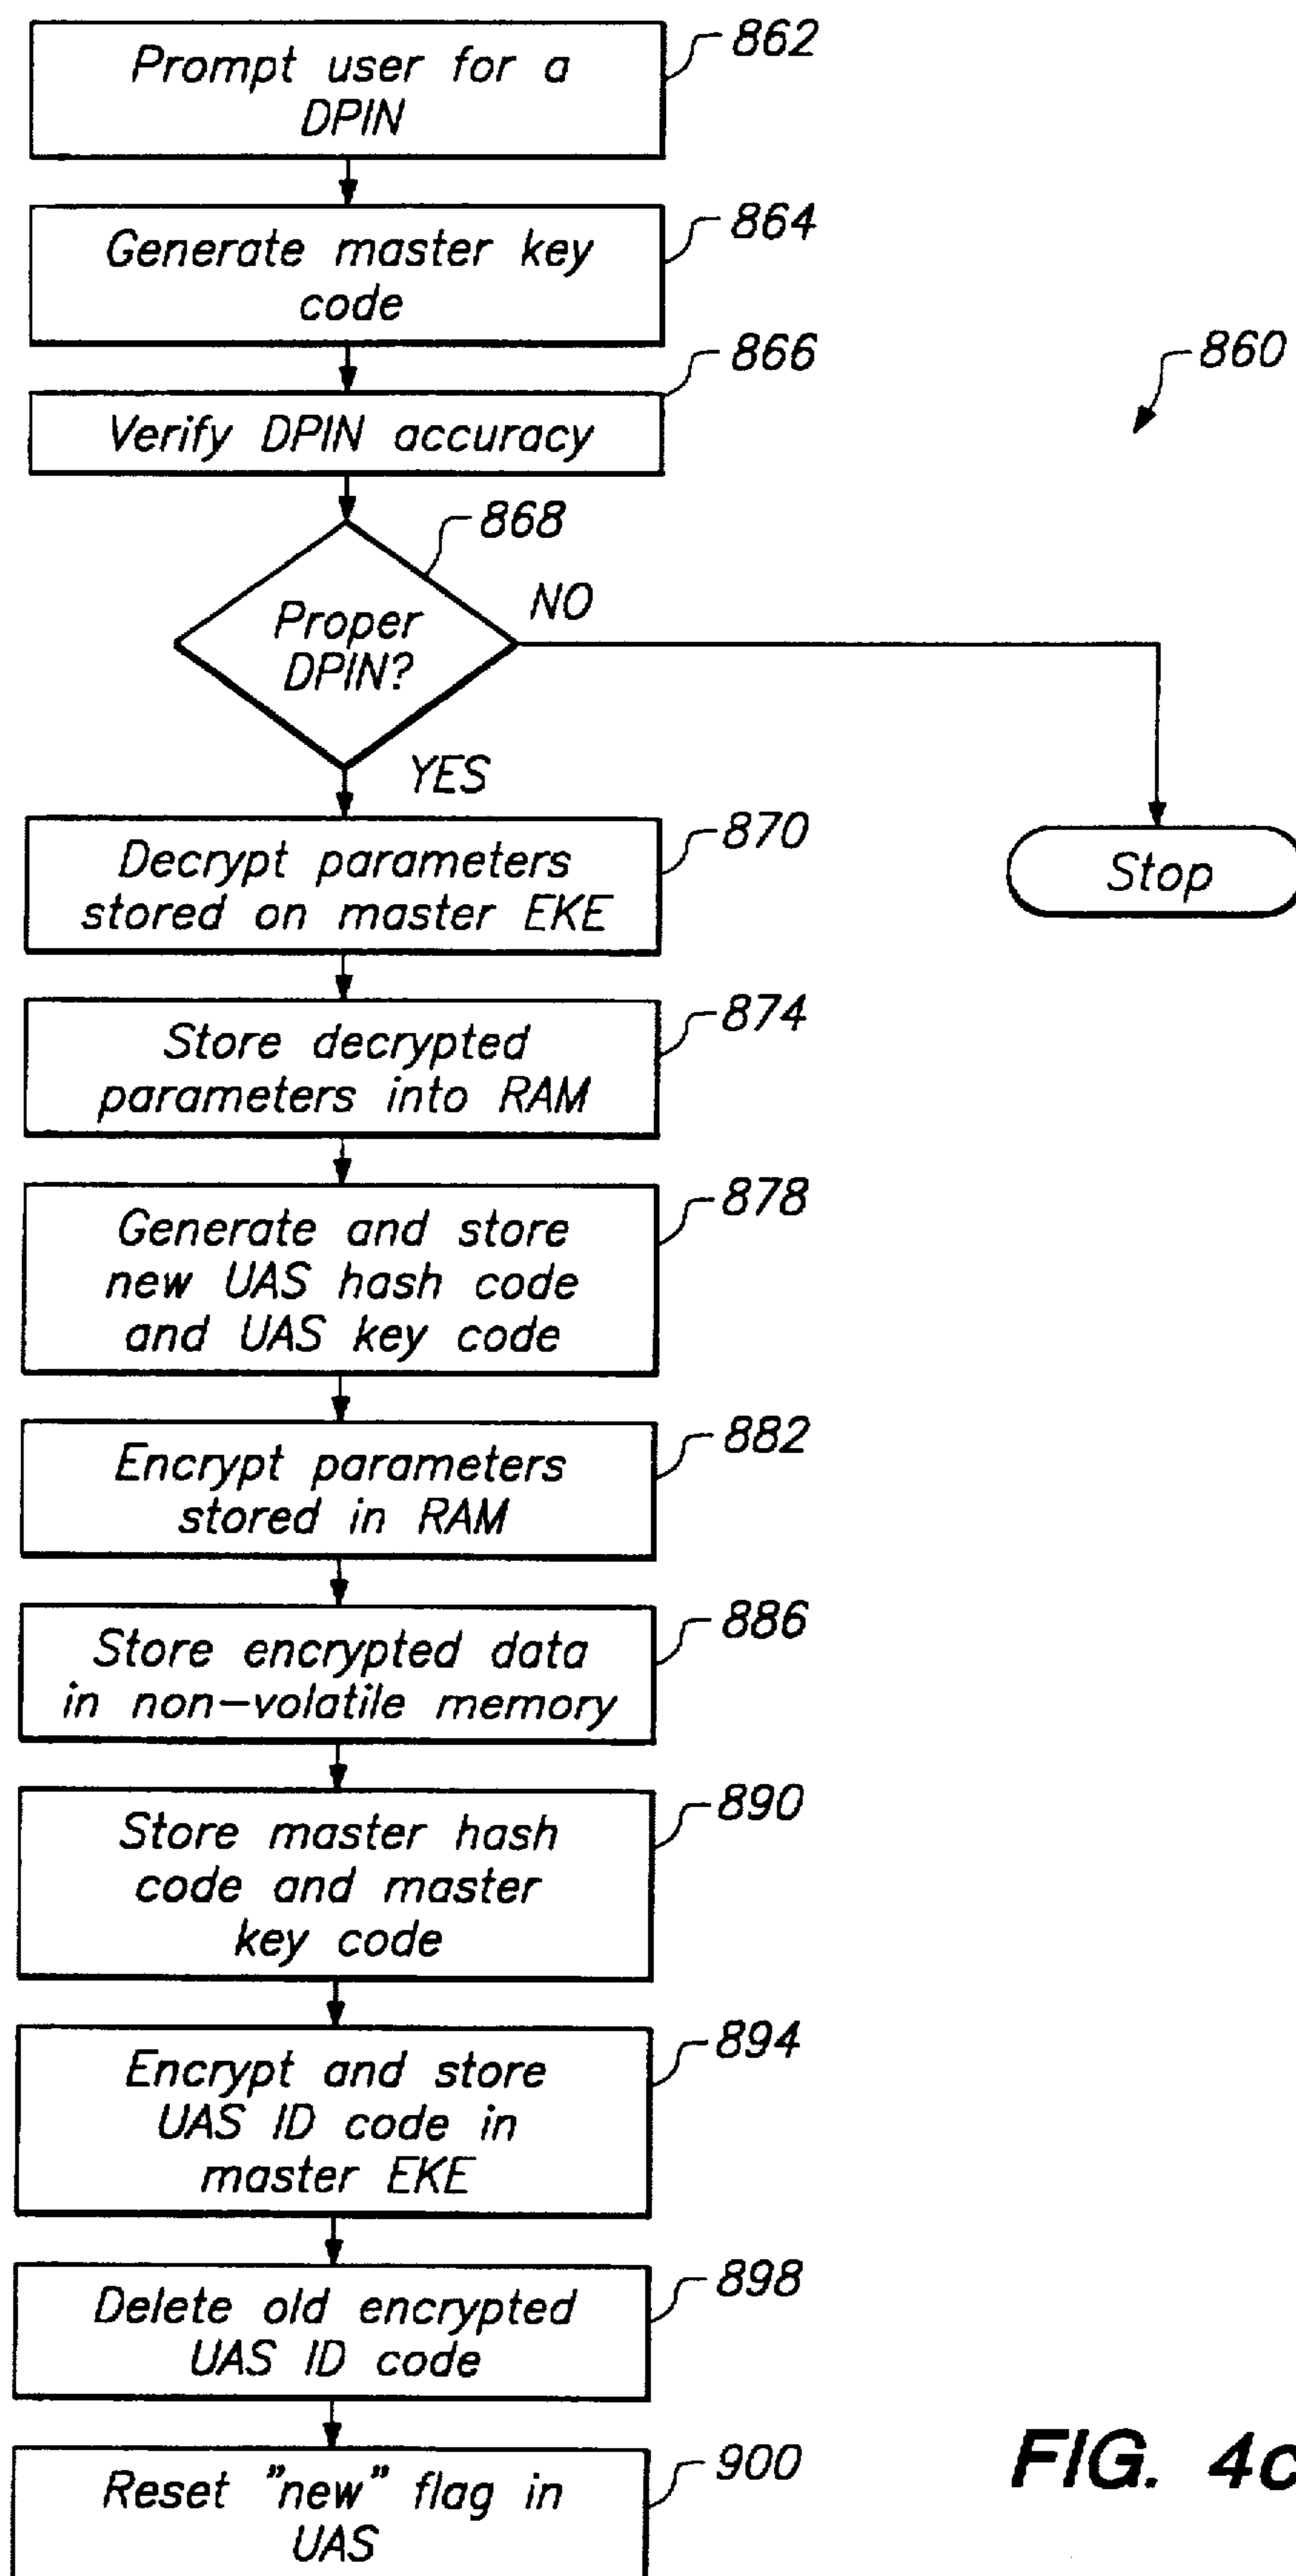 Prompt user for a
DPIN
862
Generate master key
code
864
Verify DPIN accuracy
866
860
868
Proper
DPIN?
NO
YES
Stop
Decrypt parameters
stored on master EKE
870
Store decrypted
parameters into RAM
874
Generate and store
new UAS hash code
and UAS key code
878
Encrypt parameters
stored in RAM
882
Store encrypted data
in non-volatile memory
886
Store master hash
code and master
key code
890
Encrypt and store
UAS ID code in
master EKE
894
Delete old encrypted
UAS ID code
898
Reset "new" flag in
UAS
900
FIG. 4c